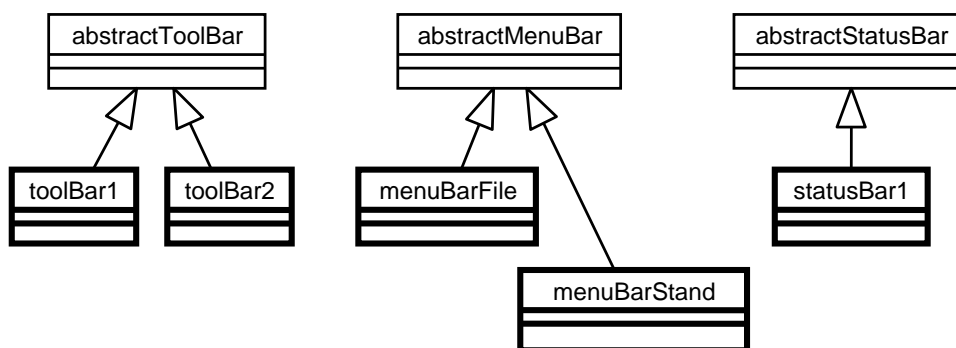 abstractToolBar
abstractMenuBar
abstractStatusBar
toolBar1
toolBar2
menuBarFile
statusBar1
menuBarStand